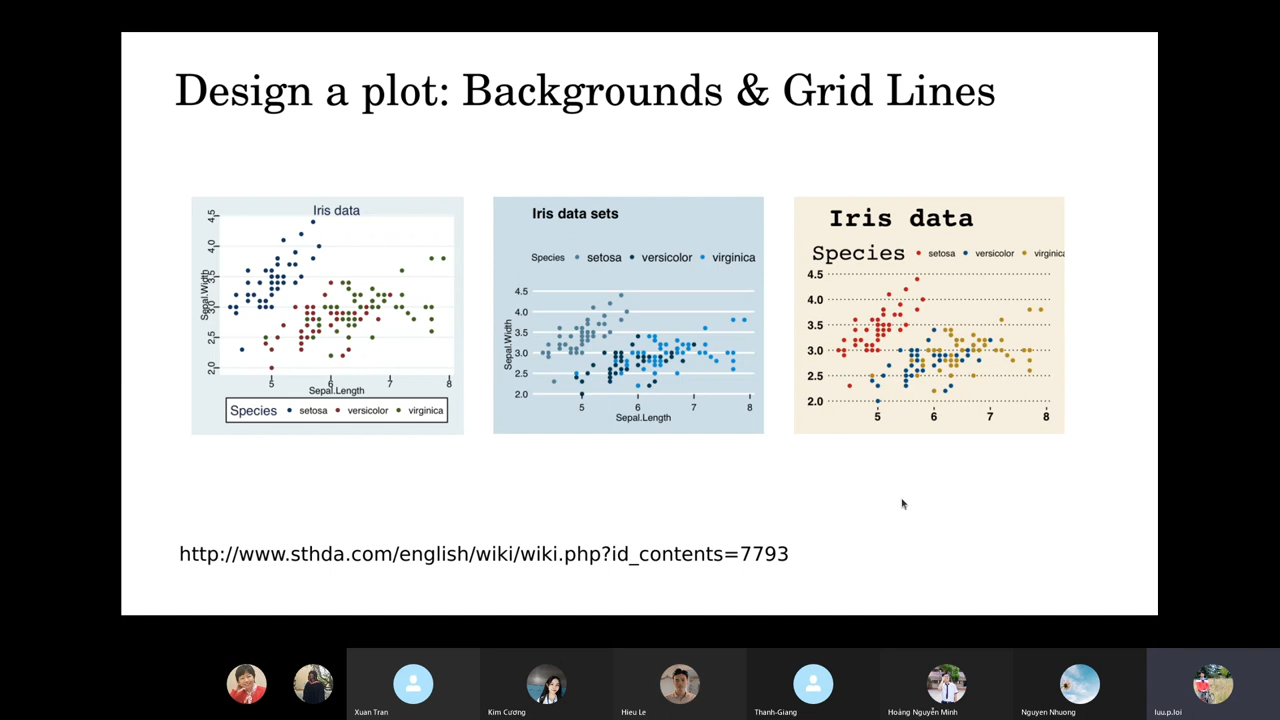 Design a plot: Backgrounds & Grid Lines
Iris data
4.5
4.0
3.5
3.0
2.5
2.0
Sepal.Width
5 6 7 8
Sepal.Length
Species setosa versicolor virginica
Iris data sets
Species setosa versicolor virginica
4.5
4.0
3.5
3.0
2.5
2.0
Sepal.Width
5 6 7 8
Sepal.Length
Iris data
Species setosa versicolor virginica
4.5
4.0
3.5
3.0
2.5
2.0
5 6 7 8
http://www.sthda.com/english/wiki/wiki.php?id_contents=7793
Xuan Tran
Kim Cương
Hieu Le
Thanh-Giang
Hoàng Nguyễn Minh
Nguyen Nhuong
luu.p.loi